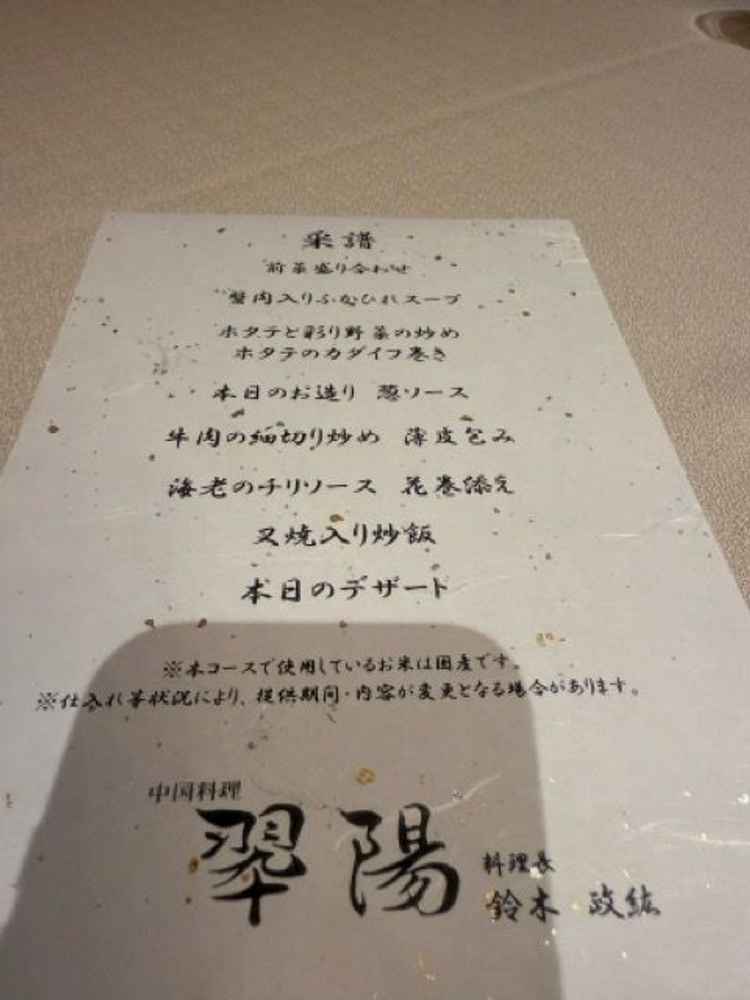 菜譜
前菜盛り合わせ
蟹肉入りふかひれスープ
ホタテと彩り野菜の炒め
ホタテのカダイフ巻き
本日のお造り 葱ソース
牛肉の細切り炒め 薄皮包み
海老のチリソース 花巻添え
叉焼入り炒飯
本日のデザート
※本コースで使用しているお米は国産です。
※仕入れ等状況により、提供期間・内容が変更となる場合があります。
中国料理
翠陽
料理長
鈴木 政紘